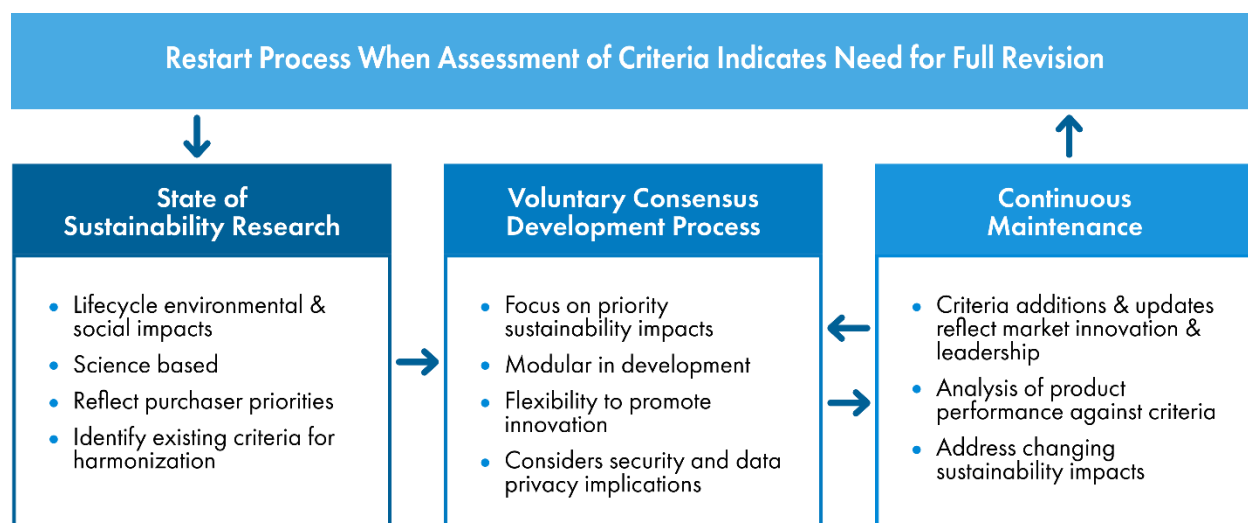 Restart Process When Assessment of Criteria Indicates Need for Full Revision
State of
Sustainability Research
• Lifecycle environmental &
social impacts
• Science based
• Reflect purchaser priorities
• Identify existing criteria for
harmonization
Voluntary Consensus
Development Process
• Focus on priority
sustainability impacts
• Modular in development
• Flexibility to promote
innovation
• Considers security and data
privacy implications
Continuous
Maintenance
• Criteria additions & updates
reflect market innovation &
leadership
• Analysis of product
performance against criteria
• Address changing
sustainability impacts